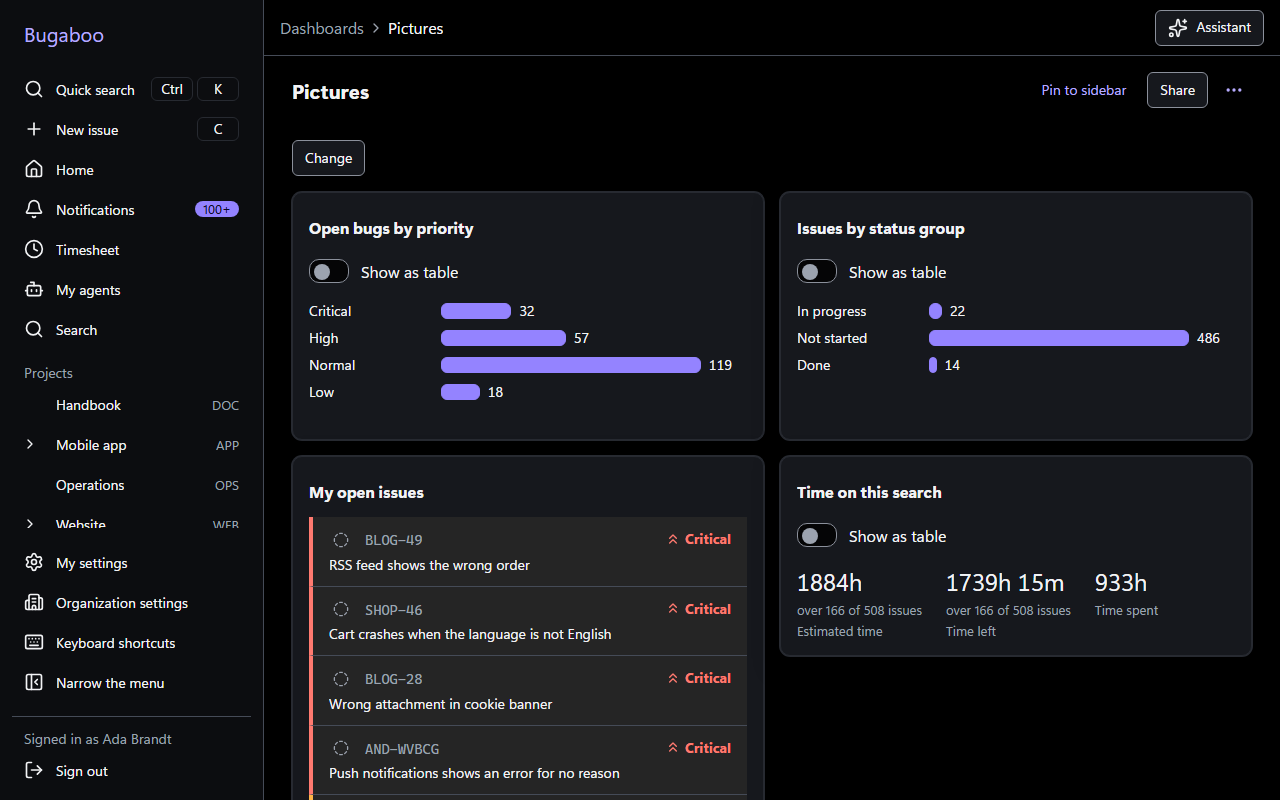 Bugaboo
Quick search Ctrl K
New issue C
Home
Notifications 100+
Timesheet
My agents
Search
Projects
Handbook DOC
Mobile app APP
Operations OPS
Website WEB
My settings
Organization settings
Keyboard shortcuts
Narrow the menu
Signed in as Ada Brandt
Sign out
Dashboards > Pictures
Assistant
Pictures
Pin to sidebar
Share
Change
Open bugs by priority
Show as table
Critical 32
High 57
Normal 119
Low 18
Issues by status group
Show as table
In progress 22
Not started 486
Done 14
My open issues
BLOG-49 Critical
RSS feed shows the wrong order
SHOP-46 Critical
Cart crashes when the language is not English
BLOG-28 Critical
Wrong attachment in cookie banner
AND-WVBCG Critical
Push notifications shows an error for no reason
Time on this search
Show as table
1884h 1739h 15m 933h
over 166 of 508 issues over 166 of 508 issues Time spent
Estimated time Time left